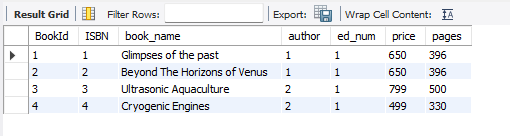 Result Grid Filter Rows: Export: Wrap Cell Content:
BookId ISBN book_name author ed_num price pages
1 1 Glimpses of the past 1 1 650 396
2 2 Beyond The Horizons of Venus 1 1 650 396
3 3 Ultrasonic Aquaculture 2 1 799 500
4 4 Cryogenic Engines 2 1 499 330